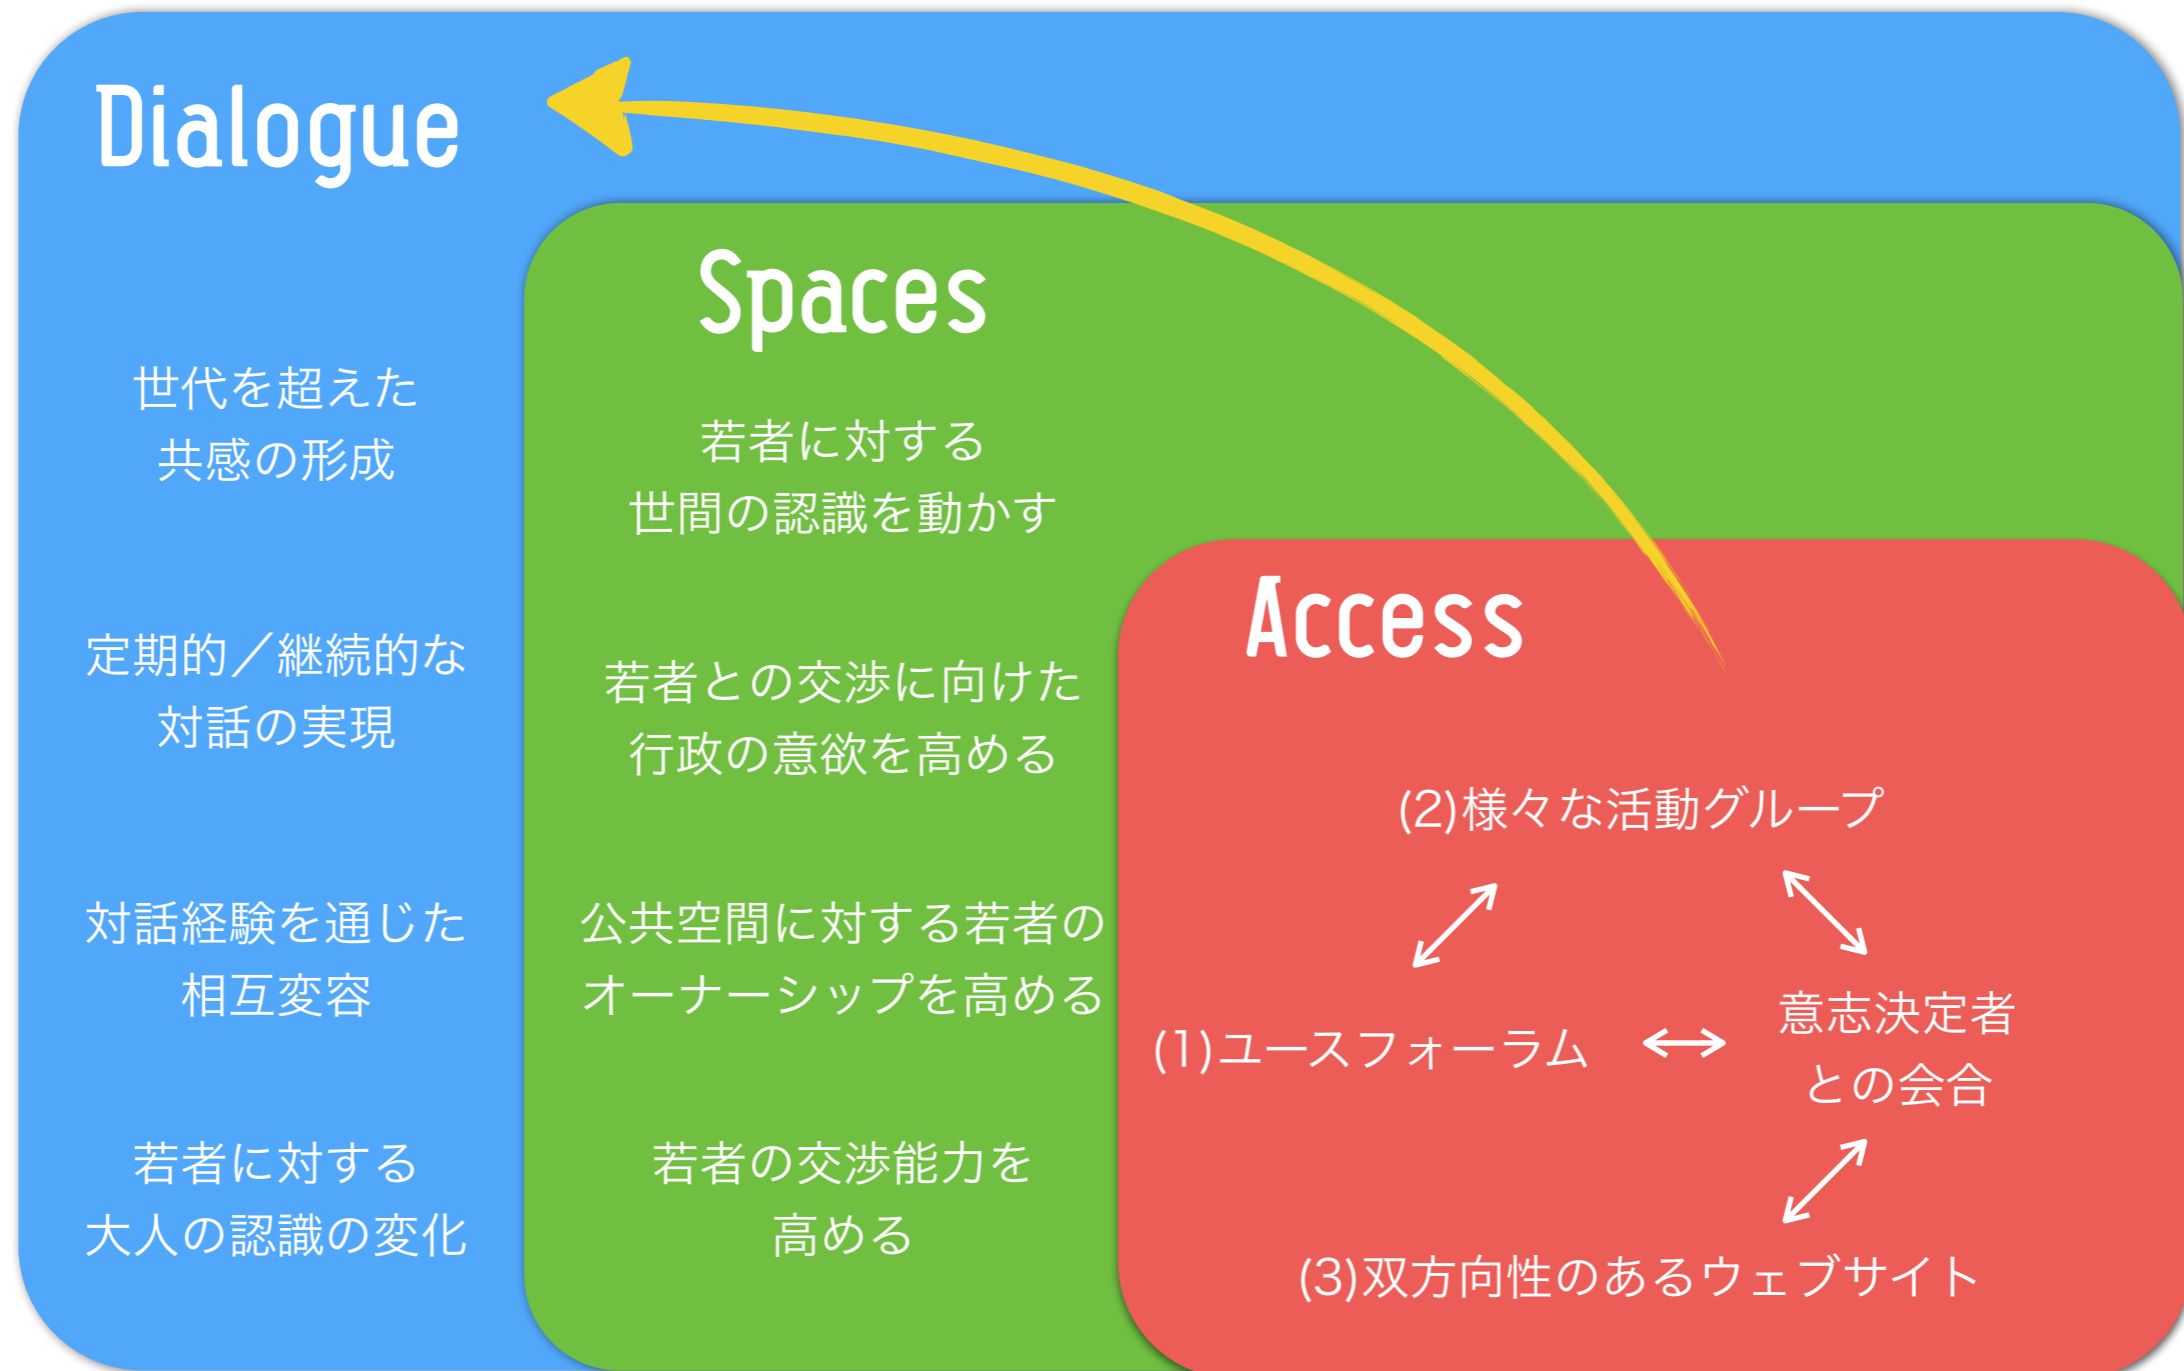 Dialogue
世代を超えた
共感の形成
定期的／継続的な
対話の実現
対話経験を通じた
相互変容
若者に対する
大人の認識の変化
Spaces
若者に対する
世間の認識を動かす
若者との交渉に向けた
行政の意欲を高める
公共空間に対する若者の
オーナーシップを高める
若者の交渉能力を
高める
Access
(2)様々な活動グループ
(1)ユースフォーラム
意志決定者
との会合
(3)双方向性のあるウェブサイト